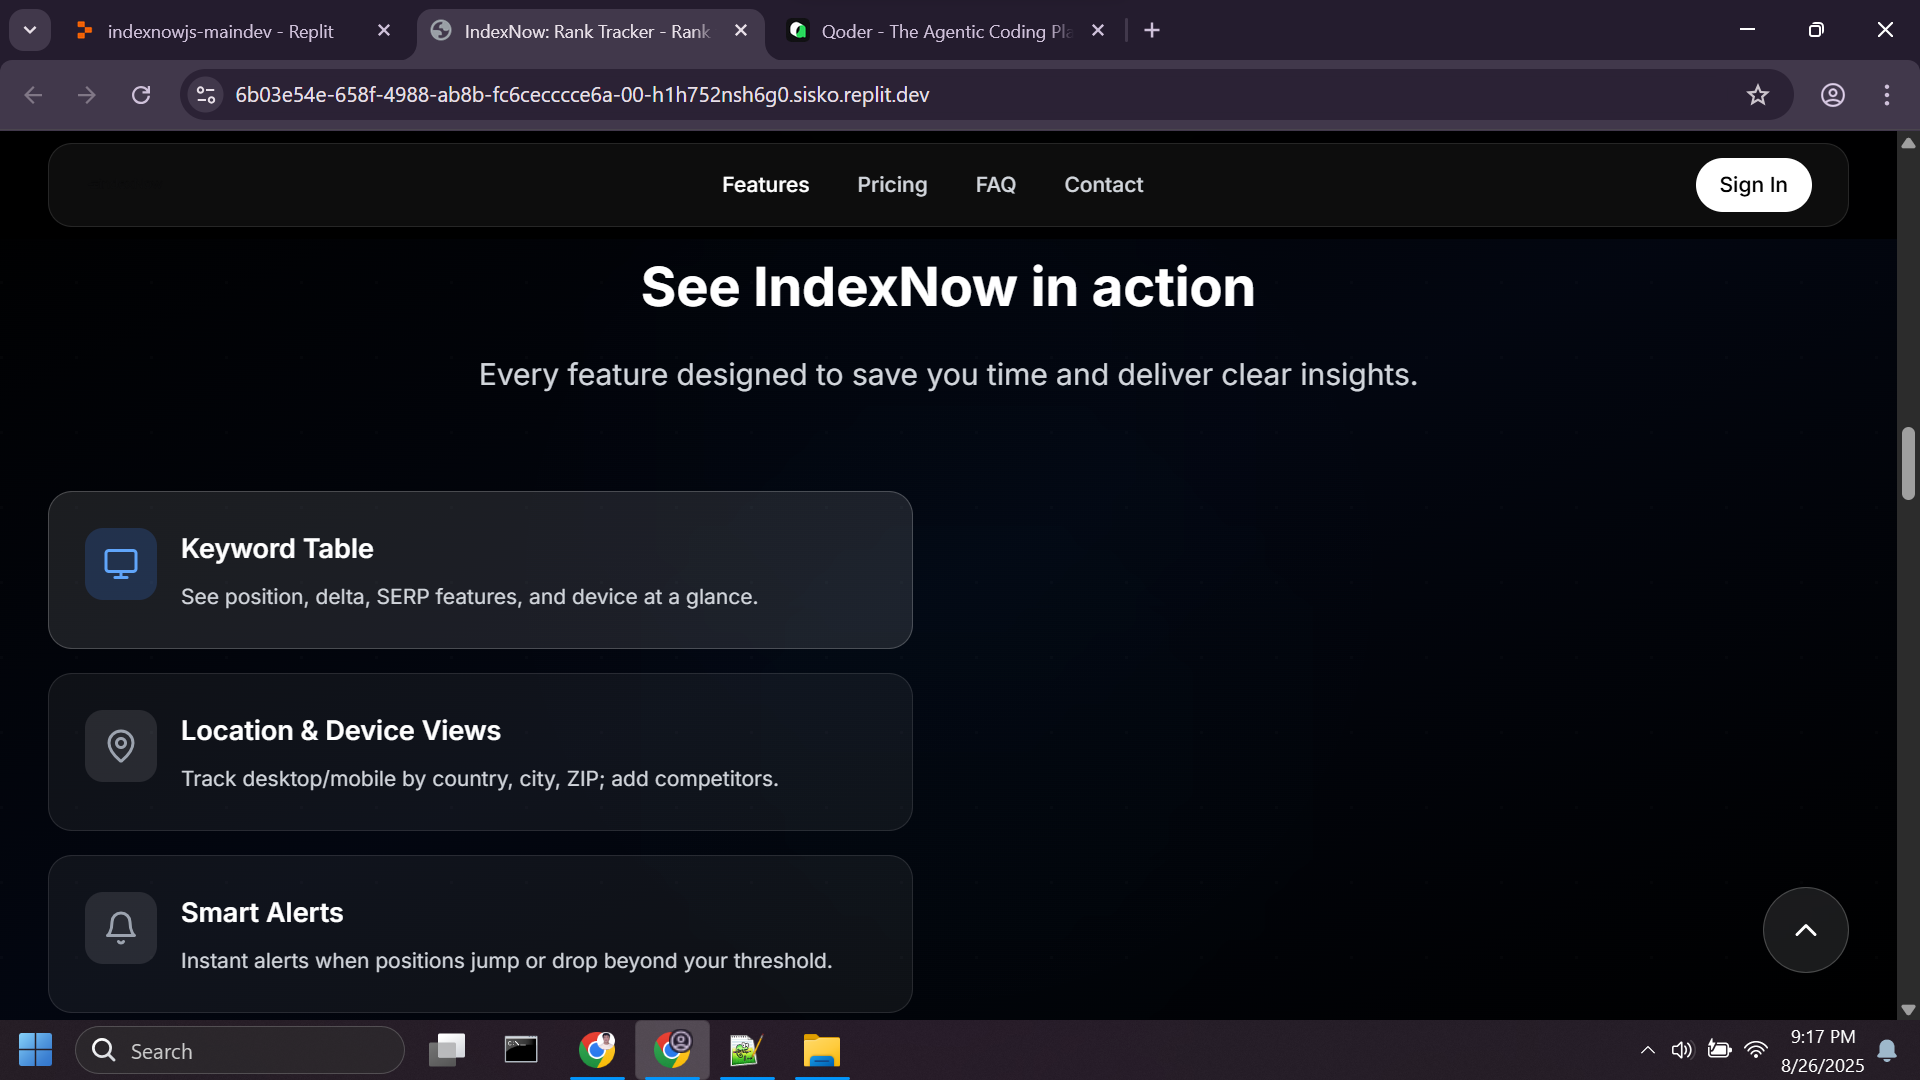 indexnowjs-maindev - Replit
IndexNow: Rank Tracker - Rank
Qoder - The Agentic Coding Pla
6b03e54e-658f-4988-ab8b-fc6cecccce6a-00-h1h752nsh6g0.sisko.replit.dev
Features Pricing FAQ Contact Sign In
See IndexNow in action
Every feature designed to save you time and deliver clear insights.
Keyword Table
See position, delta, SERP features, and device at a glance.
Location & Device Views
Track desktop/mobile by country, city, ZIP; add competitors.
Smart Alerts
Instant alerts when positions jump or drop beyond your threshold.
Search
9:17 PM
8/26/2025